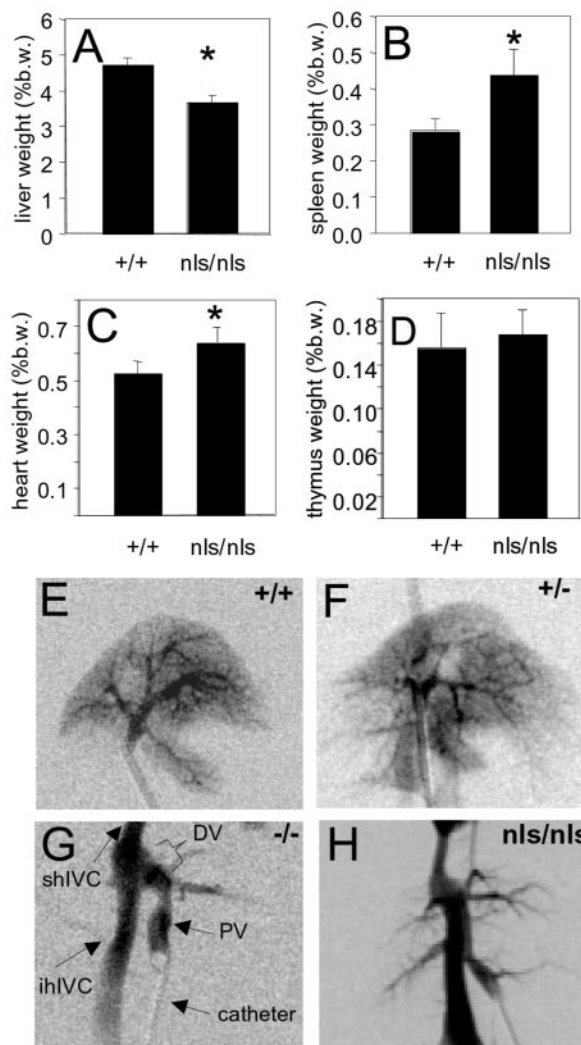 A
liver weight (%b.w.)
6
5
4
3
2
1
0
*
+/+ nls/nls
B
spleen weight (%b.w.)
0.6
0.5
0.4
0.3
0.2
0.1
0.0
*
+/+ nls/nls
C
heart weight (%b.w.)
0.7
0.5
0.3
0.1
*
+/+ nls/nls
D
thymus weight (%b.w.)
0.18
0.14
0.10
0.06
0.02
+/+ nls/nls
E +/+
F +/-
G -/-
DV
shIVC
PV
ihIVC
catheter
H nls/nls